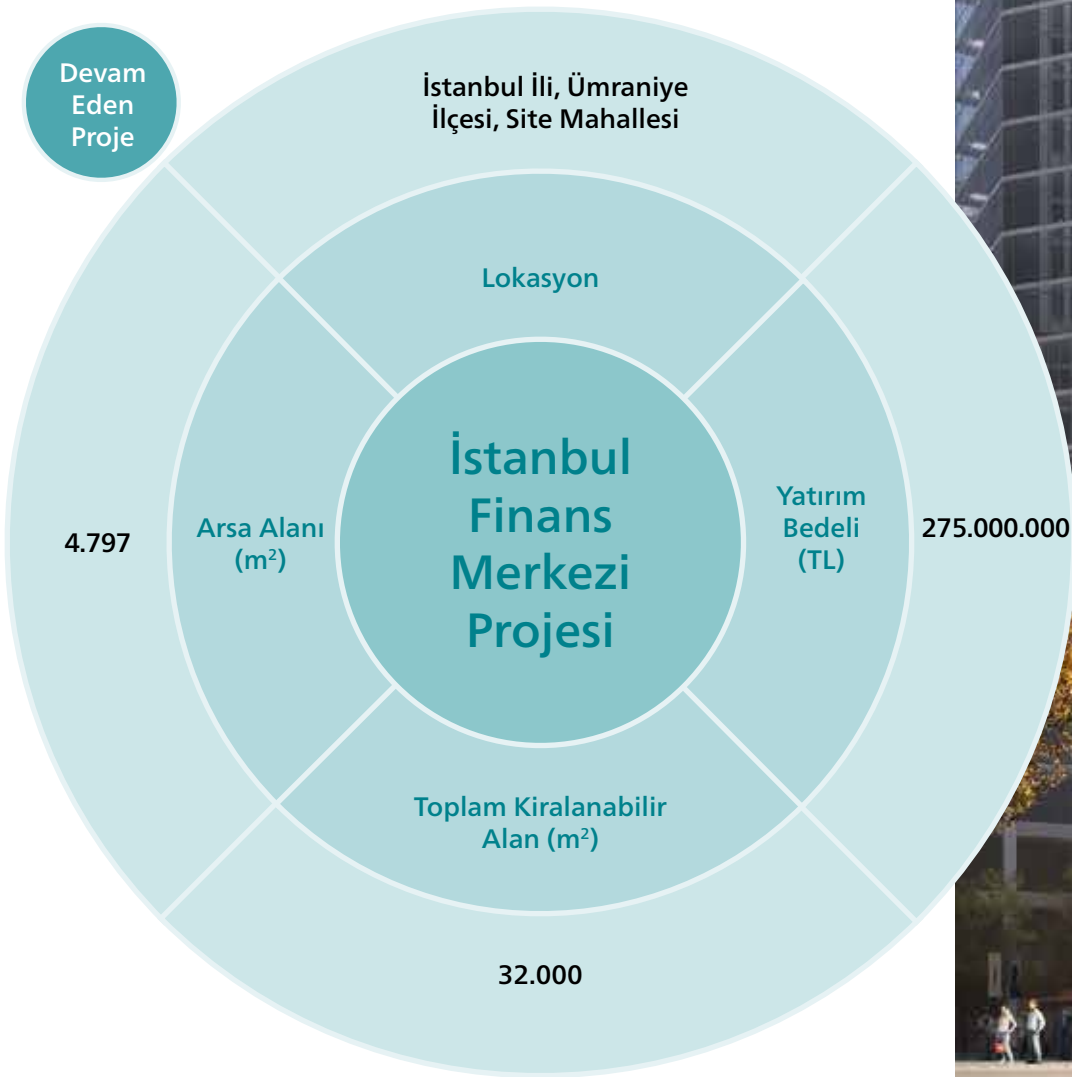 Devam
Eden
Proje
İstanbul İli, Ümraniye
İlçesi, Site Mahallesi
Lokasyon
İstanbul
Finans
Merkezi
Projesi
4.797
Arsa Alanı
(m²)
Yatırım
Bedeli
(TL)
275.000.000
Toplam Kiralanabilir
Alan (m²)
32.000